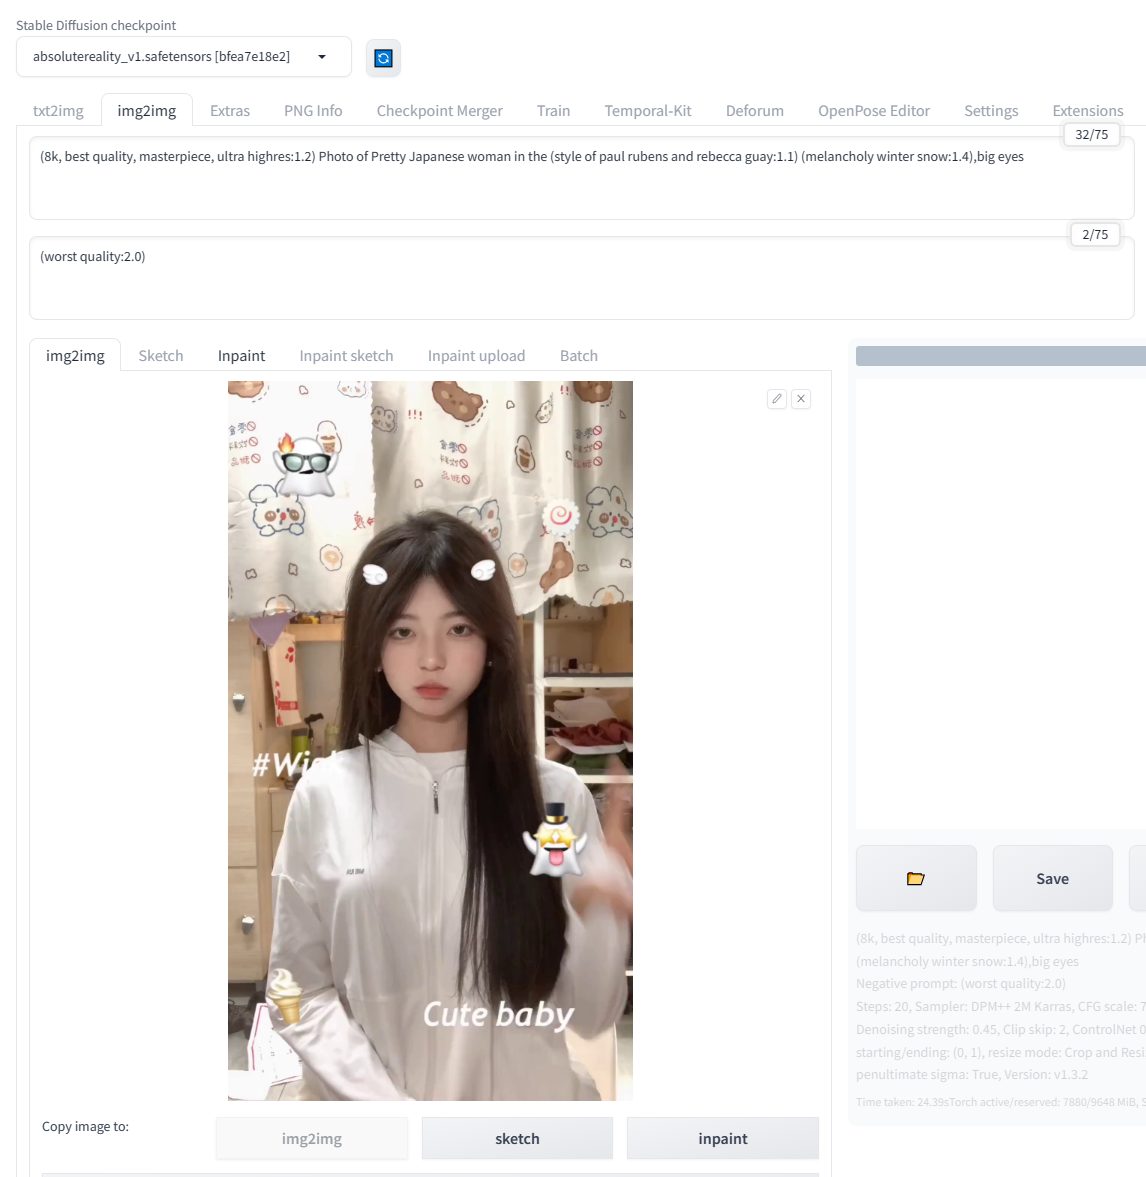 Stable Diffusion checkpoint
absolutereality_v1.safetensors [bfea7e18e2]
txt2img
img2img
Extras
PNG Info
Checkpoint Merger
Train
Temporal-Kit
Deforum
OpenPose Editor
Settings
Extensions
32/75
(8k, best quality, masterpiece, ultra highres:1.2) Photo of Pretty Japanese woman in the (style of paul rubens and rebecca guay:1.1) (melancholy winter snow:1.4),big eyes
2/75
(worst quality:2.0)
img2img
Sketch
Inpaint
Inpaint sketch
Inpaint upload
Batch
Cute baby
Copy image to:
img2img
sketch
inpaint
Save
(8k, best quality, masterpiece, ultra highres:1.2)
(melancholy winter snow:1.4),big eyes
Negative prompt: (worst quality:2.0)
Steps: 20, Sampler: DPM++ 2M Karras, CFG scale: 7
Denoising strength: 0.45, Clip skip: 2, ControlNet 0
starting/ending: (0, 1), resize mode: Crop and Resi
penultimate sigma: True, Version: v1.3.2
Time taken: 24.39sTorch active/reserved: 7880/9648 MiB,